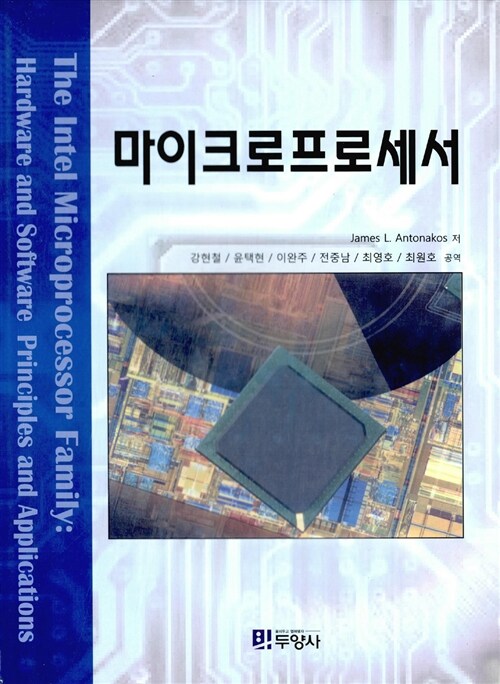 The Intel Microprocessor Family:
Hardware and Software Principles and Applications
마이크로프로세서
James L. Antonakos 저
강현철 / 윤택현 / 이완주 / 전중남 / 최영호 / 최원호 공역
두양사